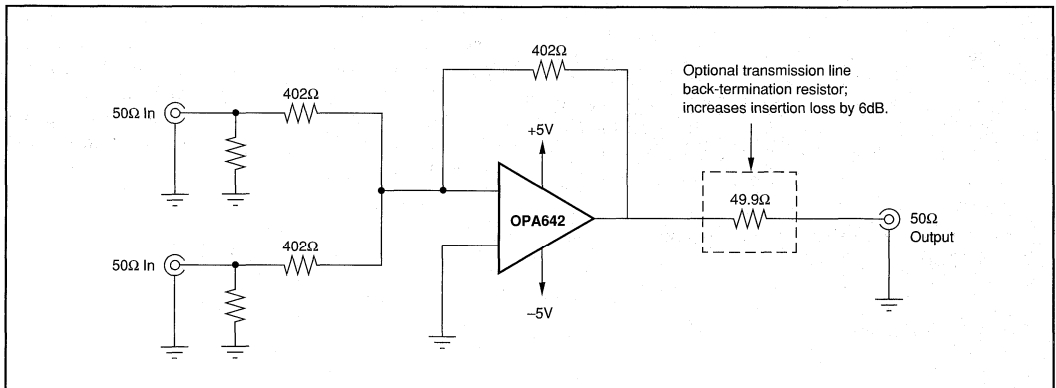 402Ω
Optional transmission line
back-termination resistor;
increases insertion loss by 6dB.
402Ω
50Ω In
+5V
OPA642
49.9Ω
50Ω
Output
402Ω
50Ω In
–5V